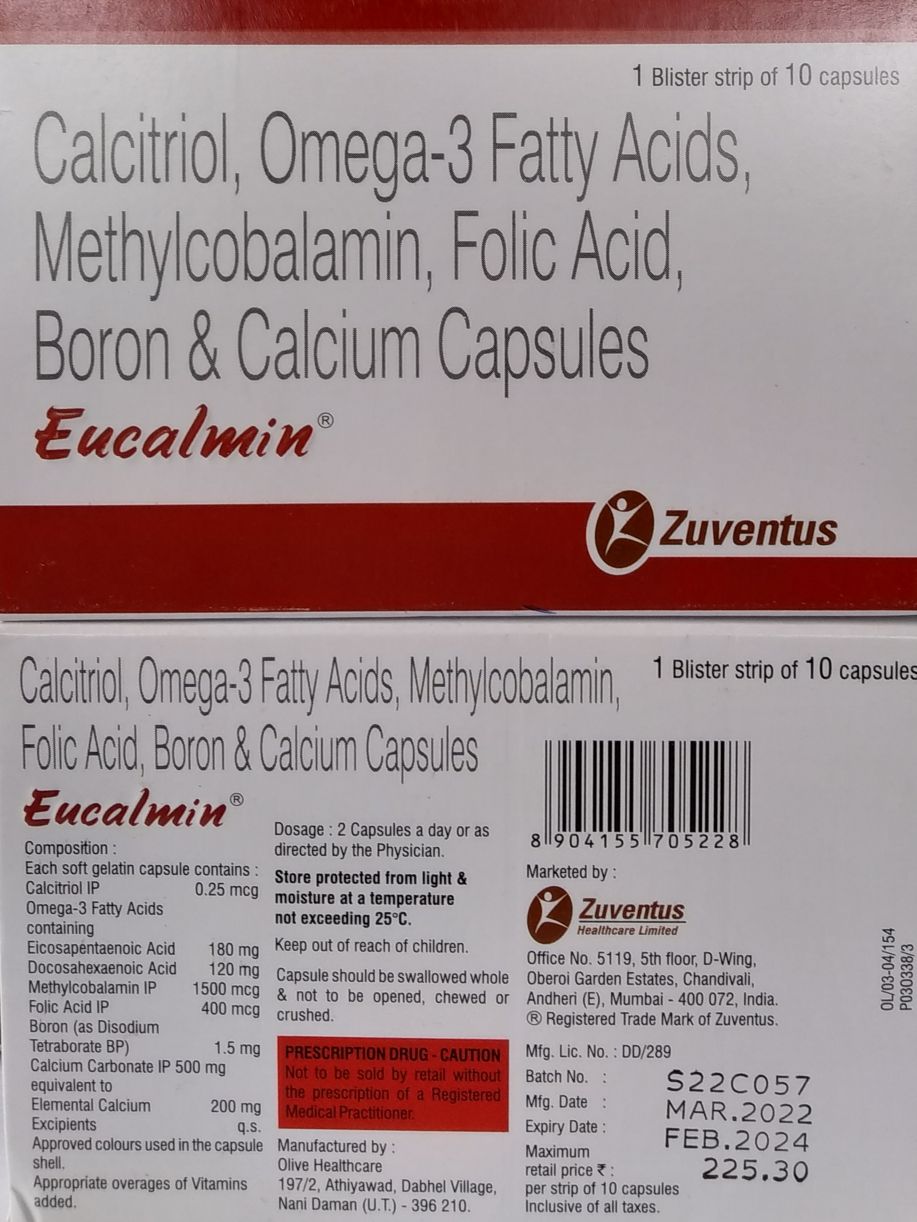 1 Blister strip of 10 capsules
Calcitriol, Omega-3 Fatty Acids,
Methylcobalamin, Folic Acid,
Boron & Calcium Capsules
Eucalmin®
Zuventus
Calcitriol, Omega-3 Fatty Acids, Methylcobalamin,
Folic Acid, Boron & Calcium Capsules
1 Blister strip of 10 capsules
Eucalmin®
Composition :
Each soft gelatin capsule contains :
Calcitriol IP 0.25 mcg
Omega-3 Fatty Acids
containing
Eicosapentaenoic Acid 180 mg
Docosahexaenoic Acid 120 mg
Methylcobalamin IP 1500 mcg
Folic Acid IP 400 mcg
Boron (as Disodium
Tetraborate BP) 1.5 mg
Calcium Carbonate IP 500 mg
equivalent to
Elemental Calcium 200 mg
Excipients q.s.
Approved colours used in the capsule
shell.
Appropriate overages of Vitamins
added.
Dosage : 2 Capsules a day or as
directed by the Physician.
Store protected from light &
moisture at a temperature
not exceeding 25°C.
Keep out of reach of children.
Capsule should be swallowed whole
& not to be opened, chewed or
crushed.
PRESCRIPTION DRUG - CAUTION
Not to be sold by retail without
the prescription of a Registered
Medical Practitioner.
Manufactured by :
Olive Healthcare
197/2, Athiyawad, Dabhel Village,
Nani Daman (U.T.) - 396 210.
8 904155 705228
Marketed by :
Zuventus
Healthcare Limited
Office No. 5119, 5th floor, D-Wing,
Oberoi Garden Estates, Chandivali,
Andheri (E), Mumbai - 400 072, India.
® Registered Trade Mark of Zuventus.
Mfg. Lic. No. : DD/289
Batch No. : S22C057
Mfg. Date : MAR.2022
Expiry Date : FEB.2024
Maximum
retail price ₹ : 225.30
per strip of 10 capsules
Inclusive of all taxes.
OL/03-04/154
P030338/3